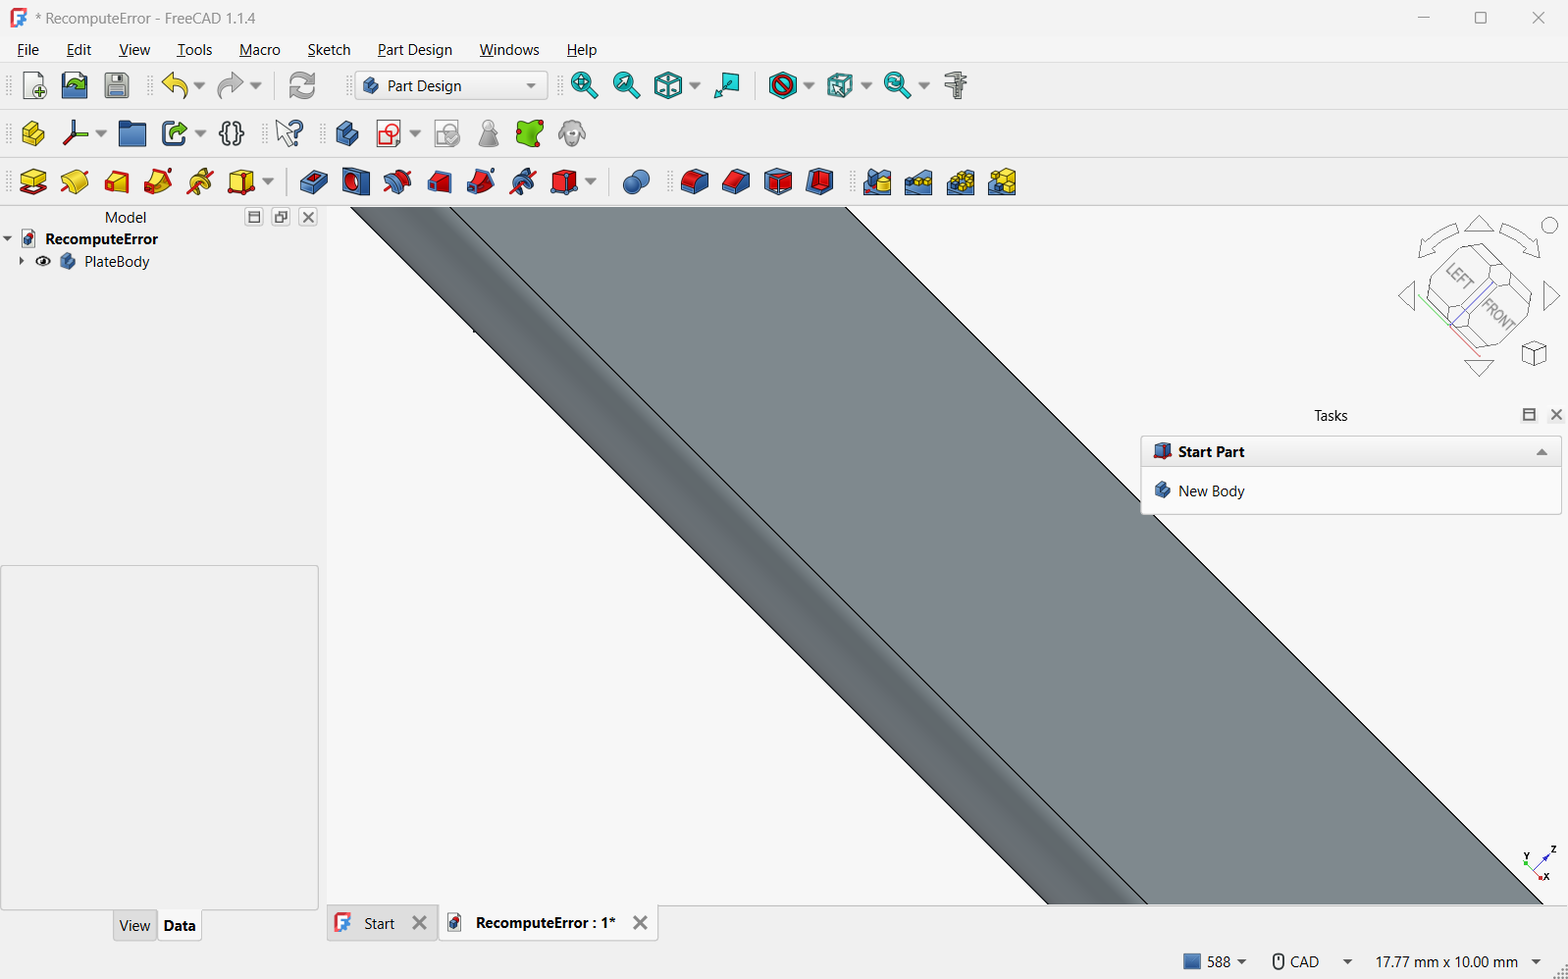 * RecomputeError - FreeCAD 1.1.4
File Edit View Tools Macro Sketch Part Design Windows Help
Part Design
Model
RecomputeError
PlateBody
LEFT
FRONT
Tasks
Start Part
New Body
Y
Z
X
View Data
Start
RecomputeError : 1*
588
CAD
17.77 mm x 10.00 mm